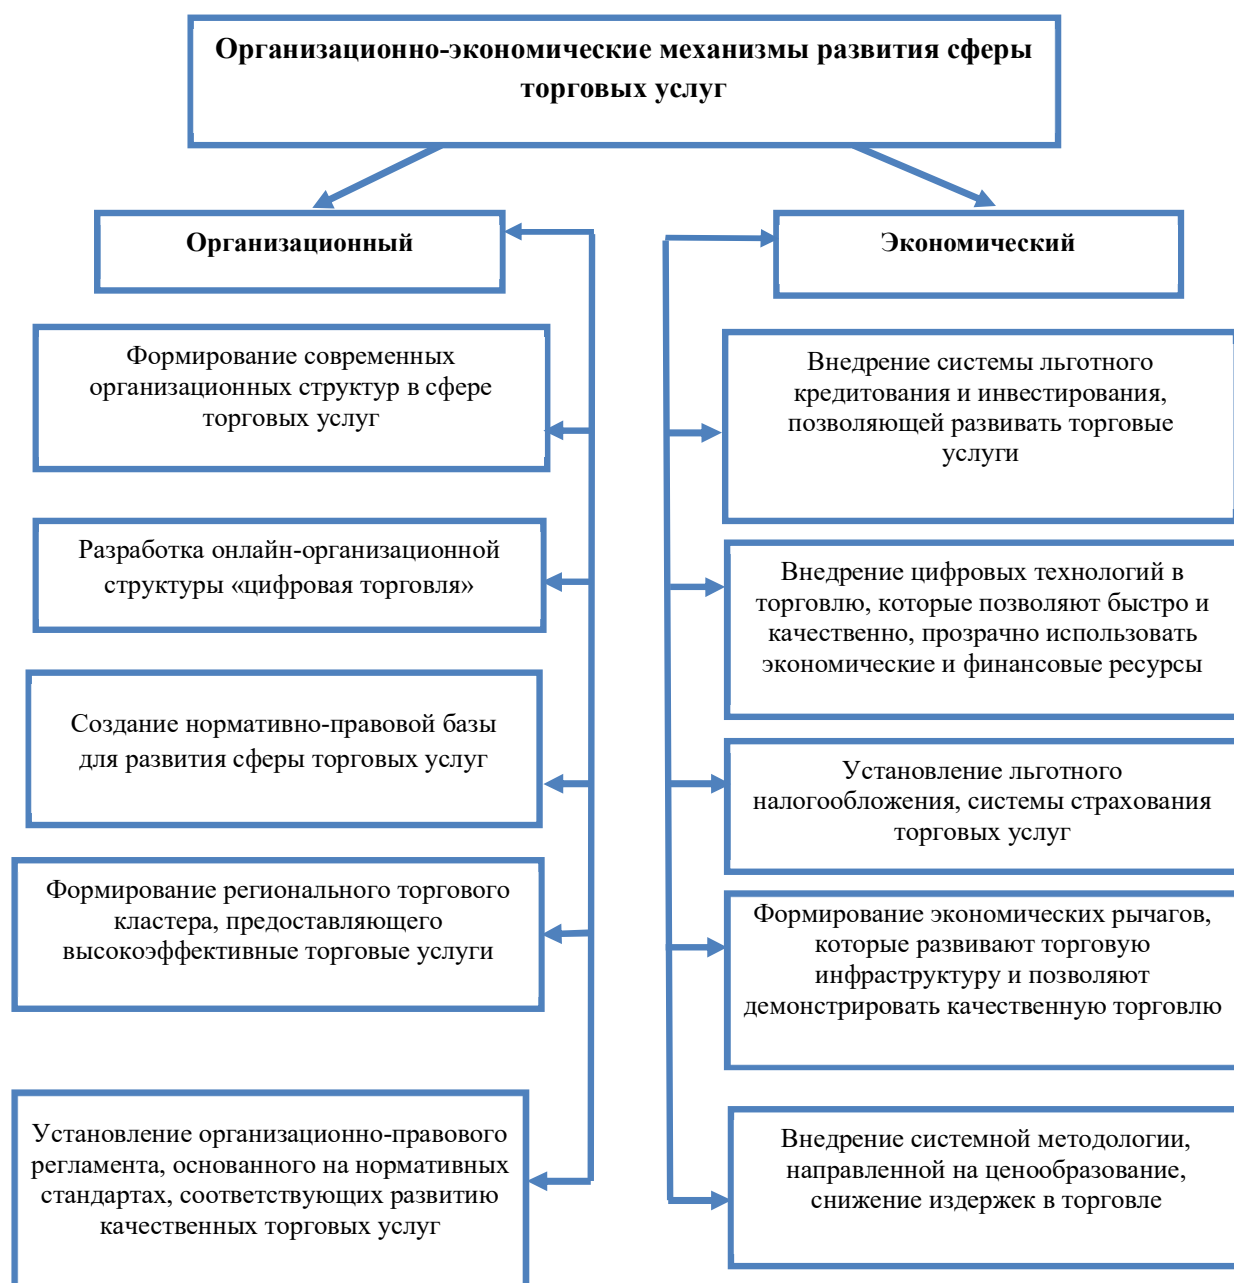 Организационно-экономические механизмы развития сферы
торговых услуг
Организационный
Экономический
Формирование современных
организационных структур в сфере
торговых услуг
Разработка онлайн-организационной
структуры «цифровая торговля»
Создание нормативно-правовой базы
для развития сферы торговых услуг
Формирование регионального торгового
кластера, предоставляющего
высокоэффективные торговые услуги
Установление организационно-правового
регламента, основанного на нормативных
стандартах, соответствующих развитию
качественных торговых услуг
Внедрение системы льготного
кредитования и инвестирования,
позволяющей развивать торговые
услуги
Внедрение цифровых технологий в
торговлю, которые позволяют быстро и
качественно, прозрачно использовать
экономические и финансовые ресурсы
Установление льготного
налогообложения, системы страхования
торговых услуг
Формирование экономических рычагов,
которые развивают торговую
инфраструктуру и позволяют
демонстрировать качественную торговлю
Внедрение системной методологии,
направленной на ценообразование,
снижение издержек в торговле